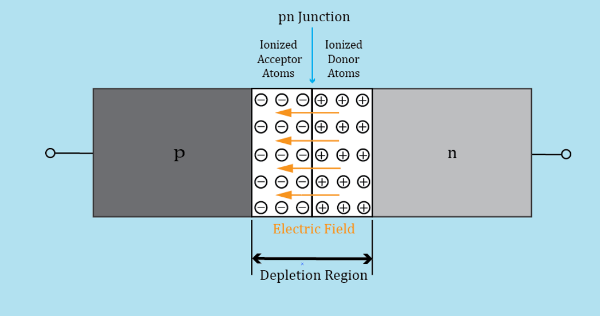 pn Junction
Ionized
Acceptor
Atoms
Ionized
Donor
Atoms
p
n
Electric Field
Depletion Region